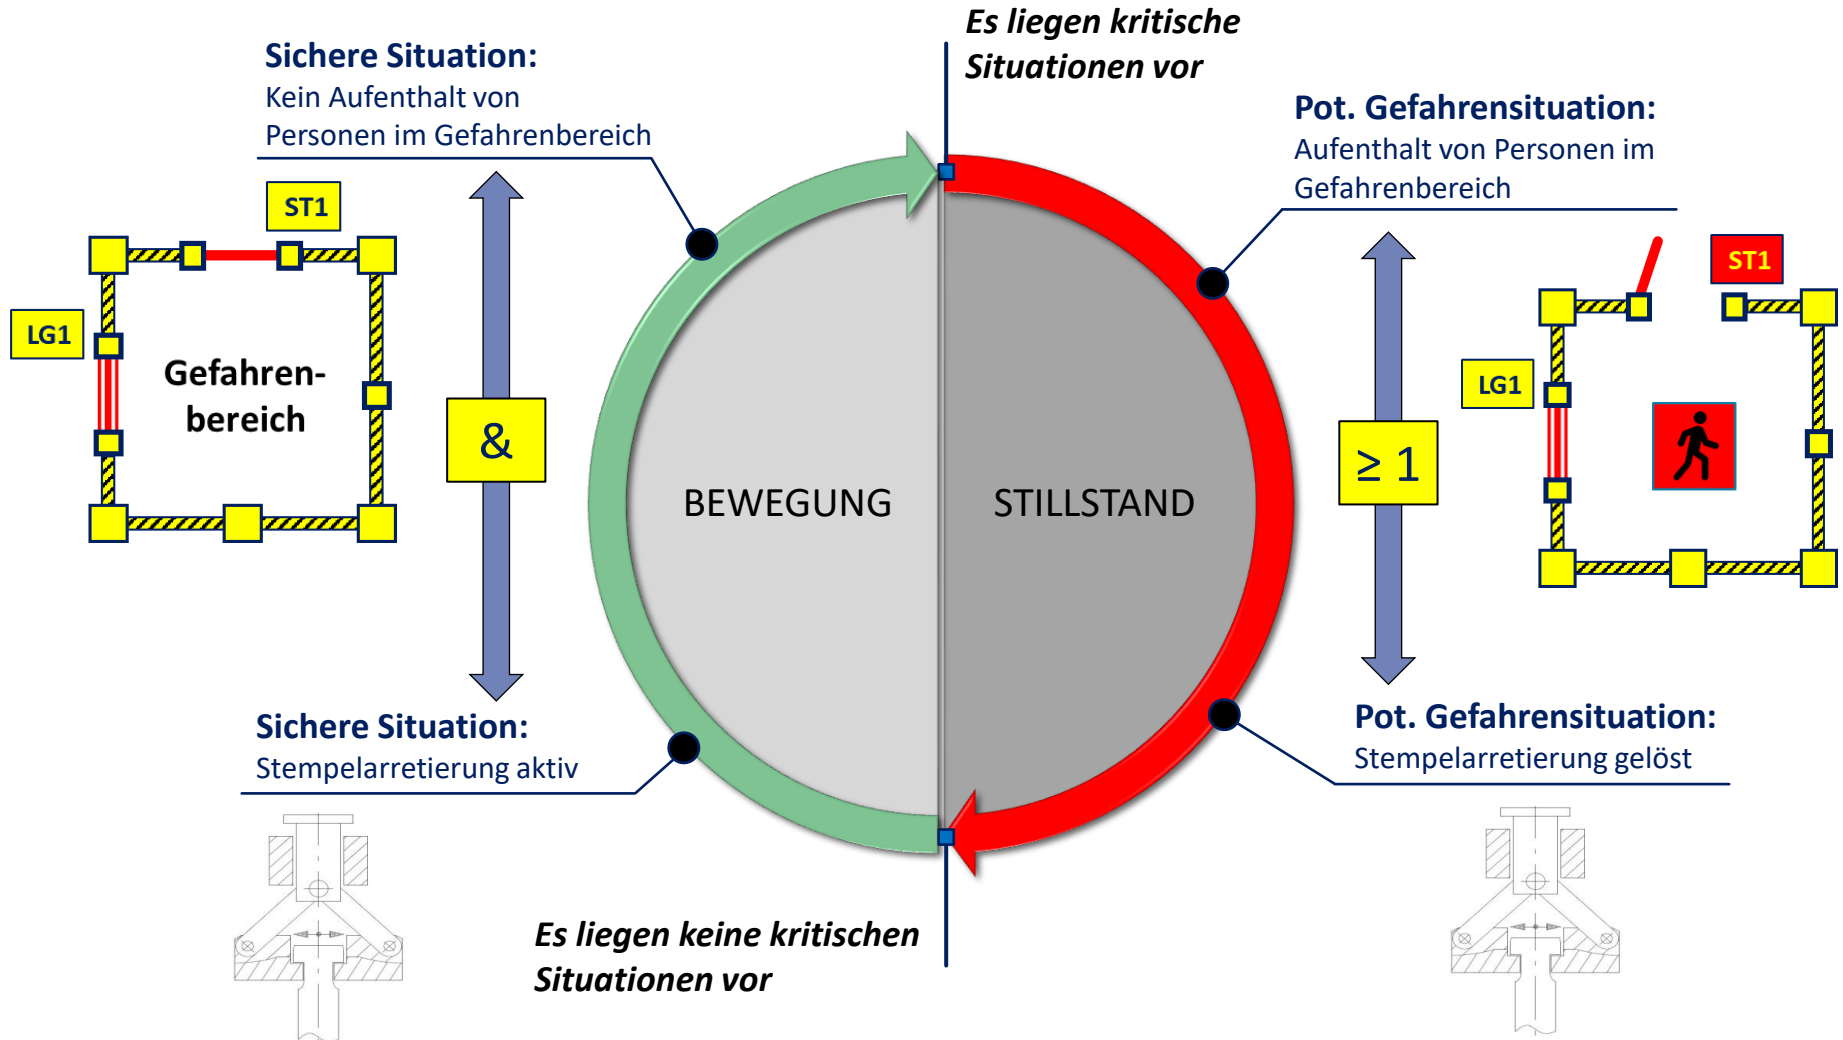 Es liegen kritische
Situationen vor
Sichere Situation:
Kein Aufenthalt von
Personen im Gefahrenbereich
Pot. Gefahrensituation:
Aufenthalt von Personen im
Gefahrenbereich
ST1
LG1
Gefahren-
bereich
&
BEWEGUNG
STILLSTAND
≥ 1
ST1
LG1
Sichere Situation:
Stempelarretierung aktiv
Pot. Gefahrensituation:
Stempelarretierung gelöst
Es liegen keine kritischen
Situationen vor